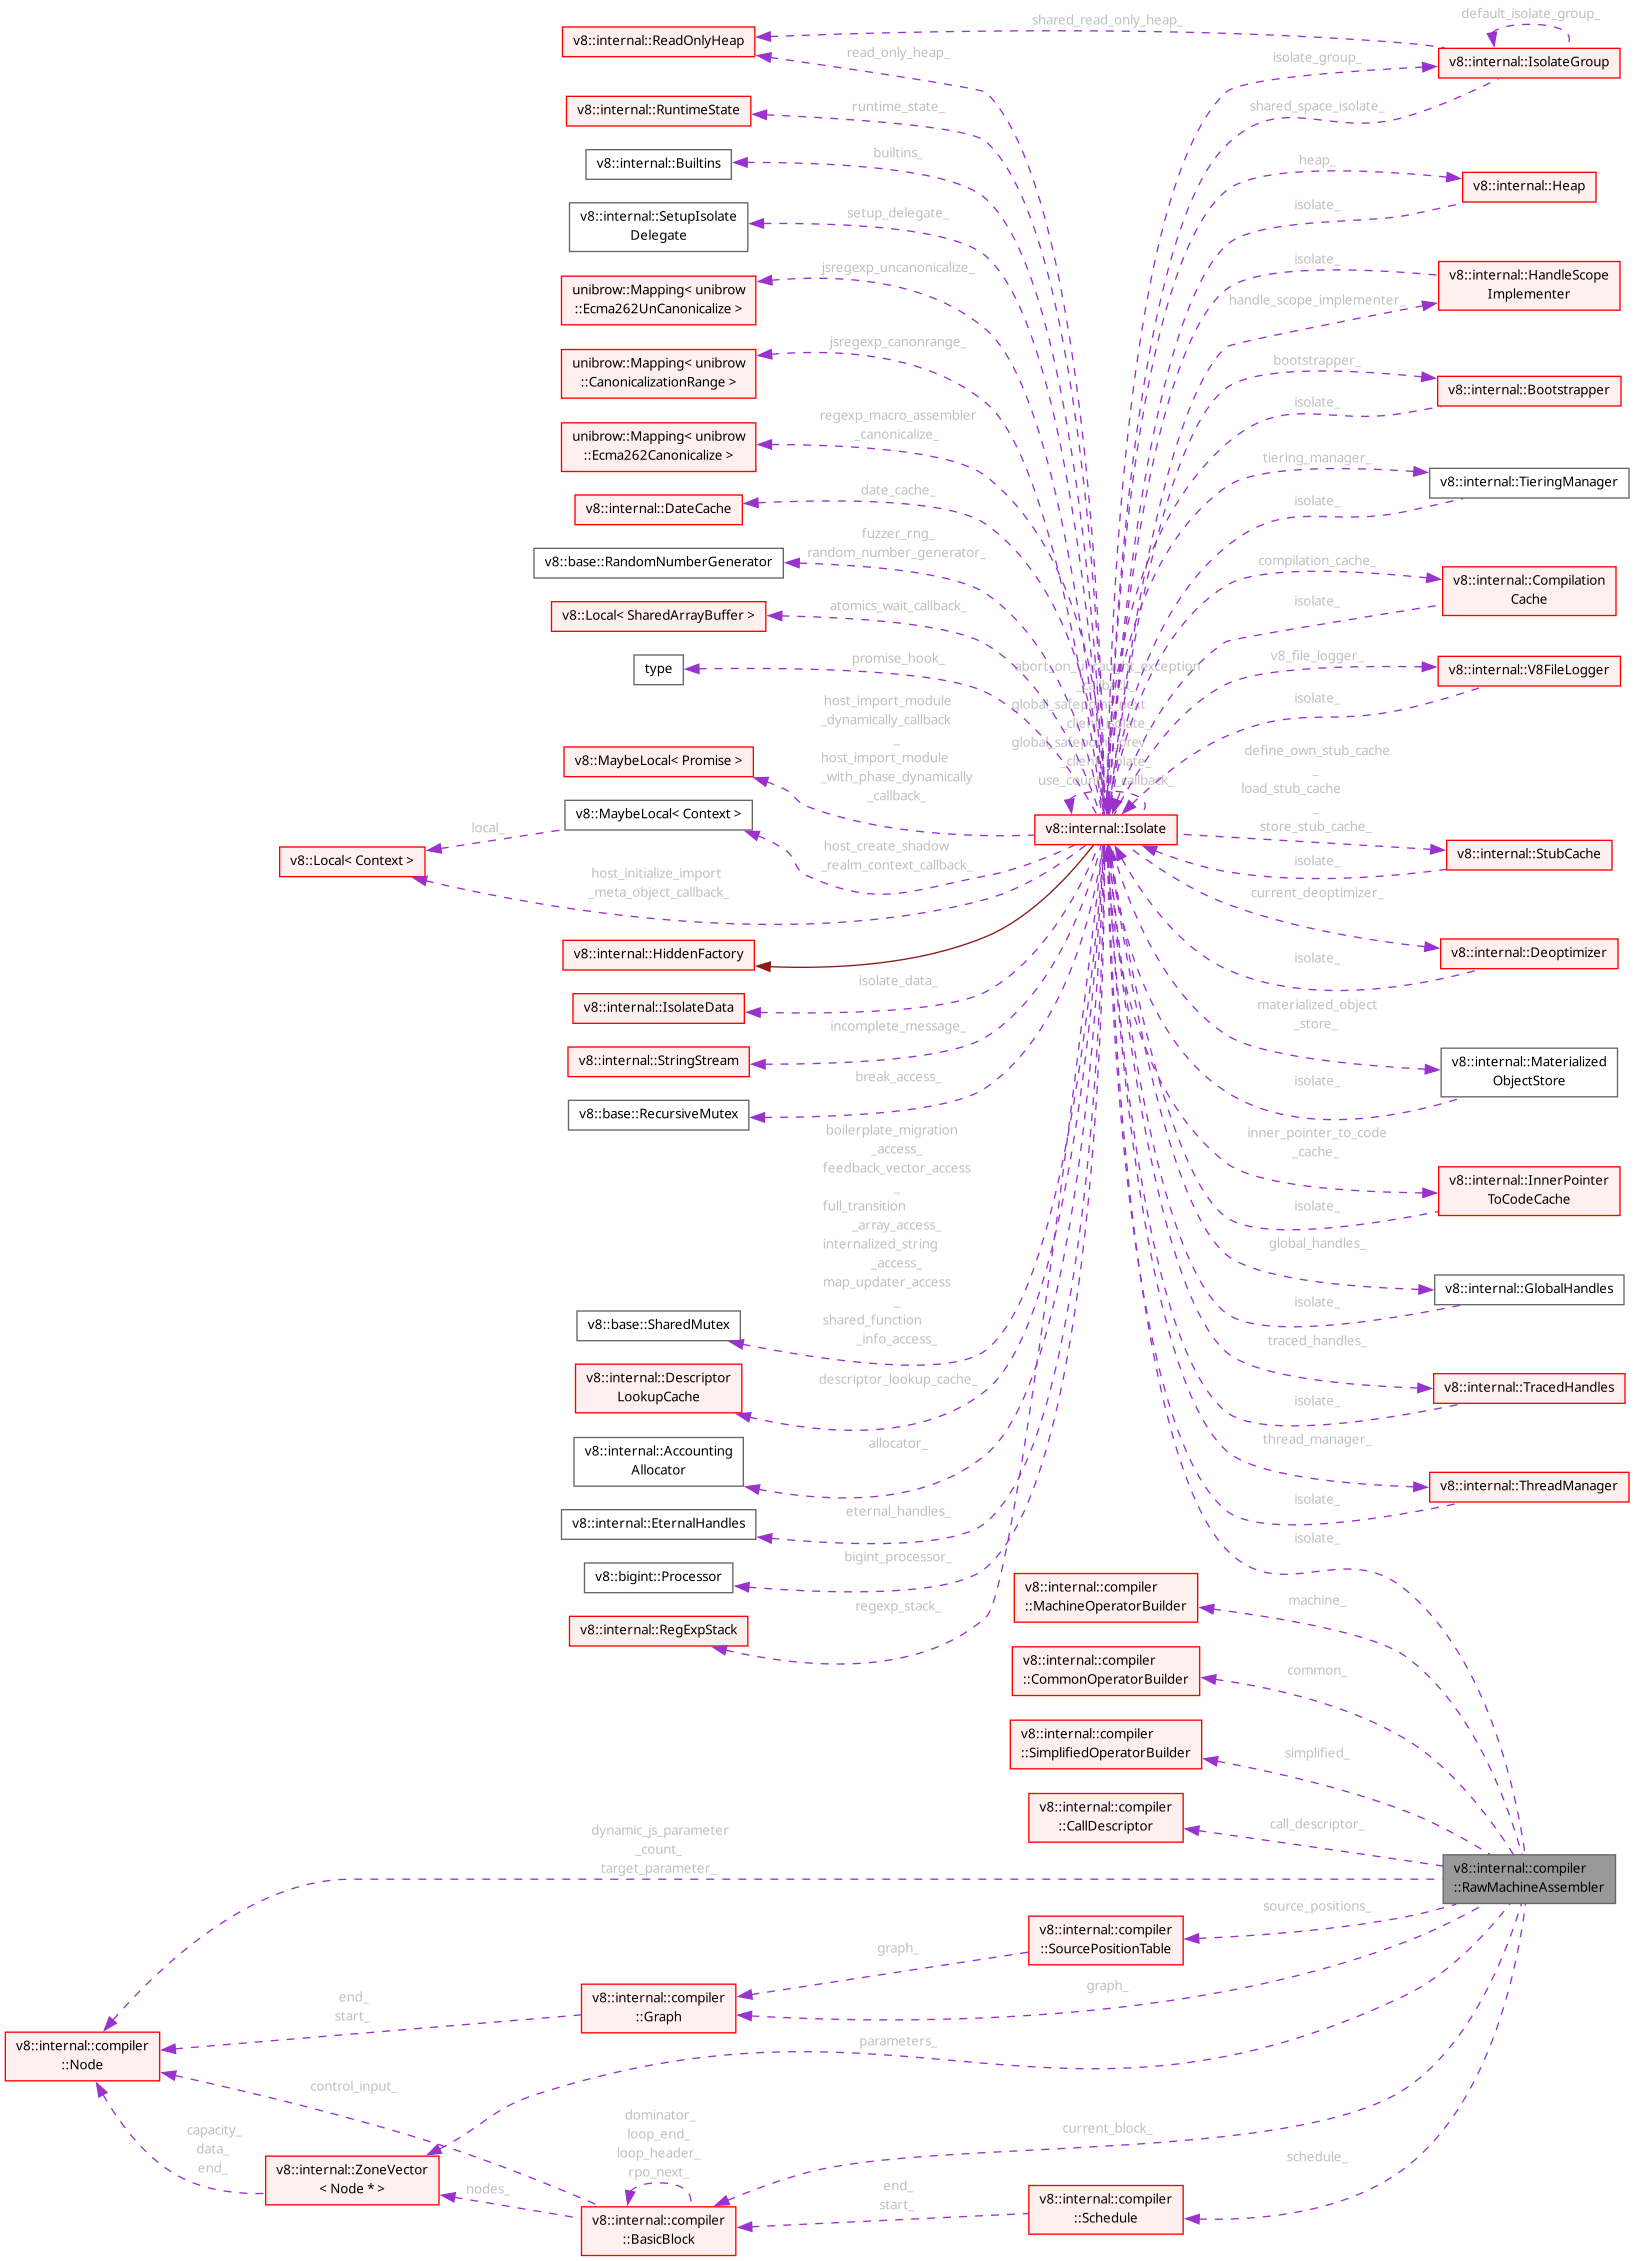 shared_read_only_heap_
default_isolate_group_
v8::internal::ReadOnlyHeap
read_only_heap_
isolate_group_
v8::internal::IsolateGroup
v8::internal::RuntimeState
runtime_state_
shared_space_isolate_
v8::internal::Builtins
builtins_
heap_
v8::internal::Heap
v8::internal::SetupIsolate
Delegate
setup_delegate_
isolate_
unibrow::Mapping< unibrow
::Ecma262UnCanonicalize >
jsregexp_uncanonicalize_
isolate_
v8::internal::HandleScope
Implementer
handle_scope_implementer_
unibrow::Mapping< unibrow
::CanonicalizationRange >
jsregexp_canonrange_
bootstrapper_
v8::internal::Bootstrapper
isolate_
unibrow::Mapping< unibrow
::Ecma262Canonicalize >
regexp_macro_assembler
_canonicalize_
tiering_manager_
v8::internal::TieringManager
isolate_
v8::internal::DateCache
date_cache_
v8::base::RandomNumberGenerator
fuzzer_rng_
random_number_generator_
compilation_cache_
v8::internal::Compilation
Cache
isolate_
v8::Local< SharedArrayBuffer >
atomics_wait_callback_
type
promise_hook_
v8_file_logger_
v8::internal::V8FileLogger
isolate_
abort_on_uncaught_exception
_callback_
global_safepoint_next
_client_isolate_
global_safepoint_prev
_client_isolate_
use_counter_callback_
host_import_module
_dynamically_callback
_
host_import_module
_with_phase_dynamically
_callback_
v8::MaybeLocal< Promise >
define_own_stub_cache
_
load_stub_cache
_
store_stub_cache_
v8::MaybeLocal< Context >
v8::internal::Isolate
local_
v8::Local< Context >
host_create_shadow
_realm_context_callback_
v8::internal::StubCache
isolate_
host_initialize_import
_meta_object_callback_
current_deoptimizer_
v8::internal::HiddenFactory
v8::internal::Deoptimizer
isolate_
v8::internal::IsolateData
isolate_data_
materialized_object
_store_
v8::internal::StringStream
incomplete_message_
v8::internal::Materialized
ObjectStore
isolate_
v8::base::RecursiveMutex
break_access_
boilerplate_migration
_access_
feedback_vector_access
_
full_transition
_array_access_
internalized_string
_access_
map_updater_access
_
shared_function
_info_access_
inner_pointer_to_code
_cache_
v8::internal::InnerPointer
ToCodeCache
isolate_
global_handles_
v8::internal::GlobalHandles
isolate_
v8::base::SharedMutex
traced_handles_
v8::internal::Descriptor
LookupCache
descriptor_lookup_cache_
v8::internal::TracedHandles
isolate_
v8::internal::Accounting
Allocator
allocator_
thread_manager_
v8::internal::ThreadManager
isolate_
v8::internal::EternalHandles
eternal_handles_
isolate_
v8::bigint::Processor
bigint_processor_
v8::internal::compiler
::MachineOperatorBuilder
machine_
v8::internal::RegExpStack
regexp_stack_
v8::internal::compiler
::CommonOperatorBuilder
common_
v8::internal::compiler
::SimplifiedOperatorBuilder
simplified_
v8::internal::compiler
::CallDescriptor
call_descriptor_
dynamic_js_parameter
_count_
target_parameter_
v8::internal::compiler
::RawMachineAssembler
source_positions_
v8::internal::compiler
::SourcePositionTable
graph_
graph_
v8::internal::compiler
::Graph
end_
start_
v8::internal::compiler
::Node
parameters_
control_input_
capacity_
data_
end_
dominator_
loop_end_
loop_header_
rpo_next_
current_block_
schedule_
v8::internal::ZoneVector
< Node * >
nodes_
v8::internal::compiler
::BasicBlock
end_
start_
v8::internal::compiler
::Schedule